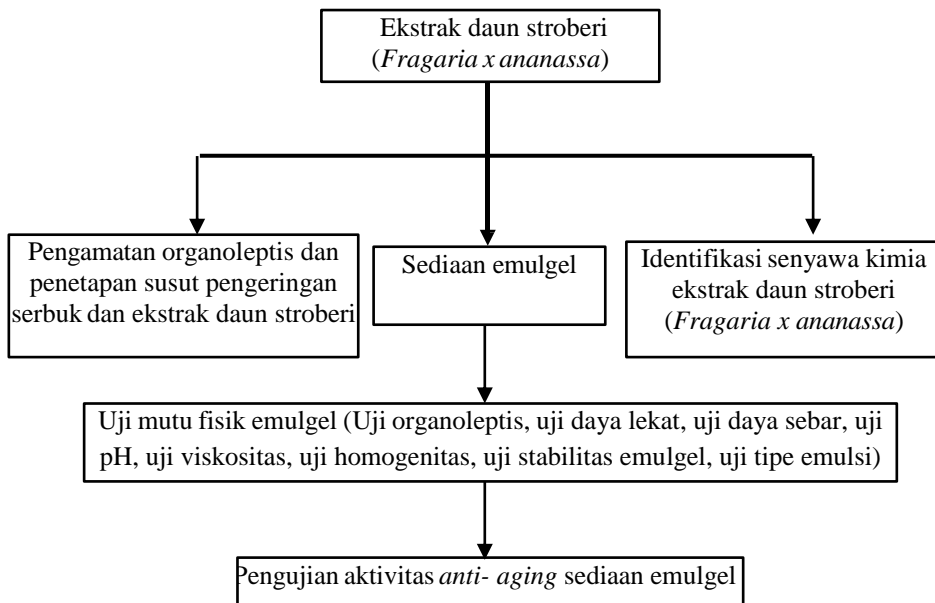 Ekstrak daun stroberi
(Fragaria x ananassa)
Pengamatan organoleptis dan
penetapan susut pengeringan
serbuk dan ekstrak daun stroberi
Sediaan emulgel
Identifikasi senyawa kimia
ekstrak daun stroberi
(Fragaria x ananassa)
Uji mutu fisik emulgel (Uji organoleptis, uji daya lekat, uji daya sebar, uji
pH, uji viskositas, uji homogenitas, uji stabilitas emulgel, uji tipe emulsi)
Pengujian aktivitas anti- aging sediaan emulgel